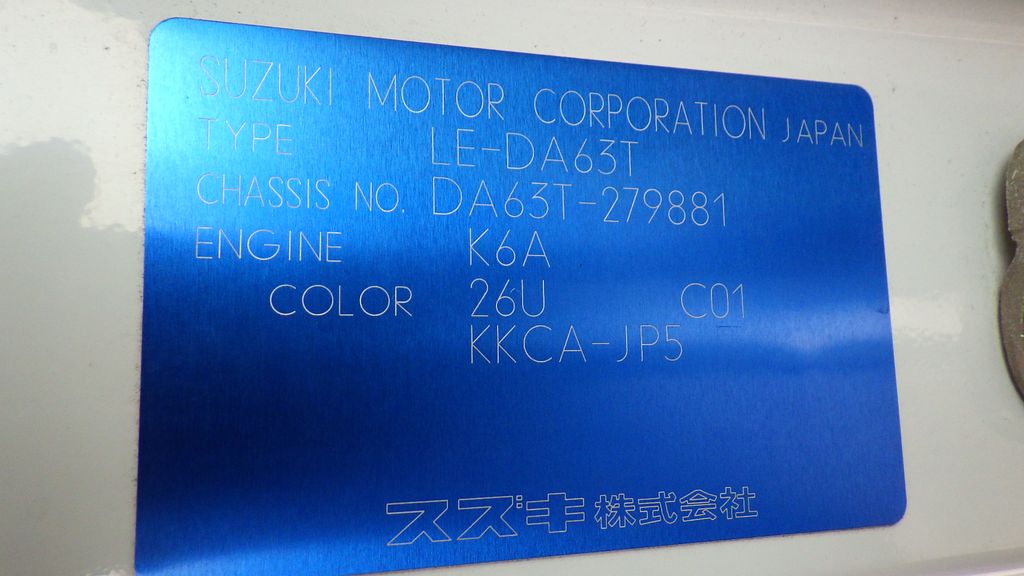 SUZUKI MOTOR CORPORATION JAPAN
TYPE LE-DA63T
CHASSIS NO. DA63T-279881
ENGINE K6A
COLOR 26U C01
KKCA-JP5
スズキ株式会社